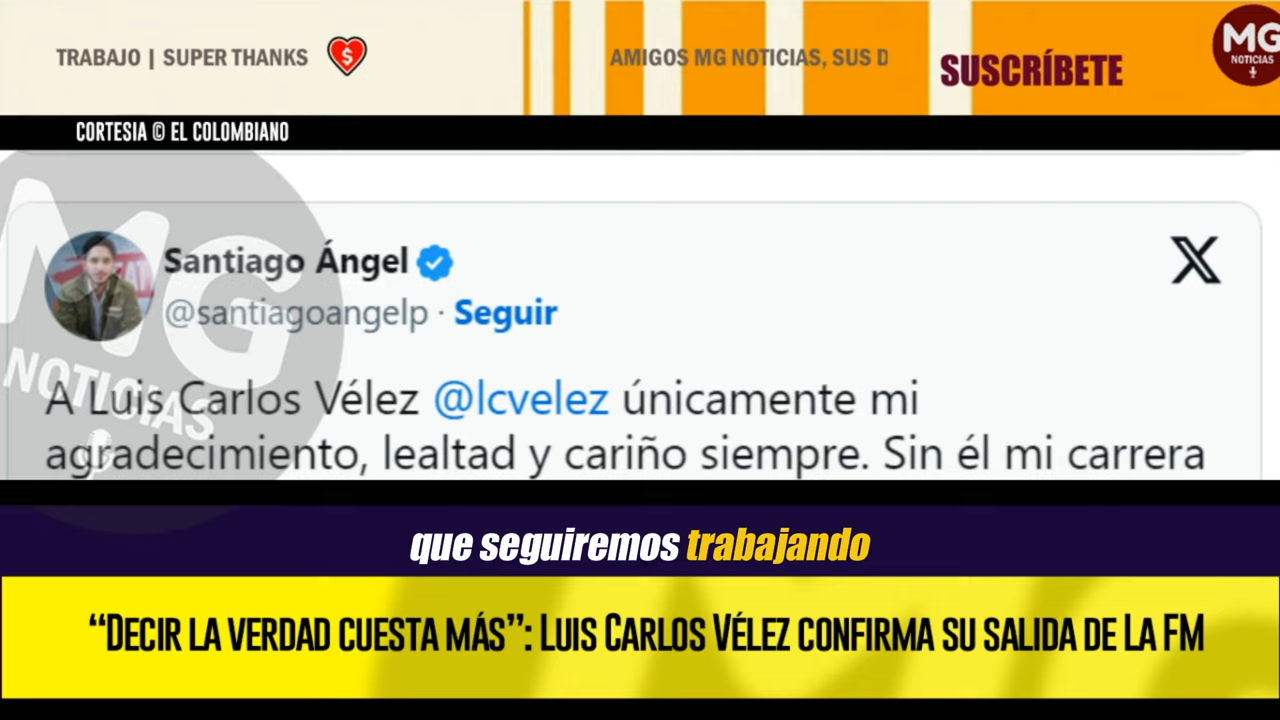 TRABAJO | SUPER THANKS
AMIGOS MG NOTICIAS, SUS D
SUSCRÍBETE
MG
NOTICIAS
CORTESIA © EL COLOMBIANO
MG
NOTICIAS
Santiago Ángel
@santiagoangelp · Seguir
A Luis Carlos Vélez @lcvelez únicamente mi
agradecimiento, lealtad y cariño siempre. Sin él mi carrera
que seguiremos trabajando
“DECIR LA VERDAD CUESTA MÁS”: LUIS CARLOS VÉLEZ CONFIRMA SU SALIDA DE LA FM